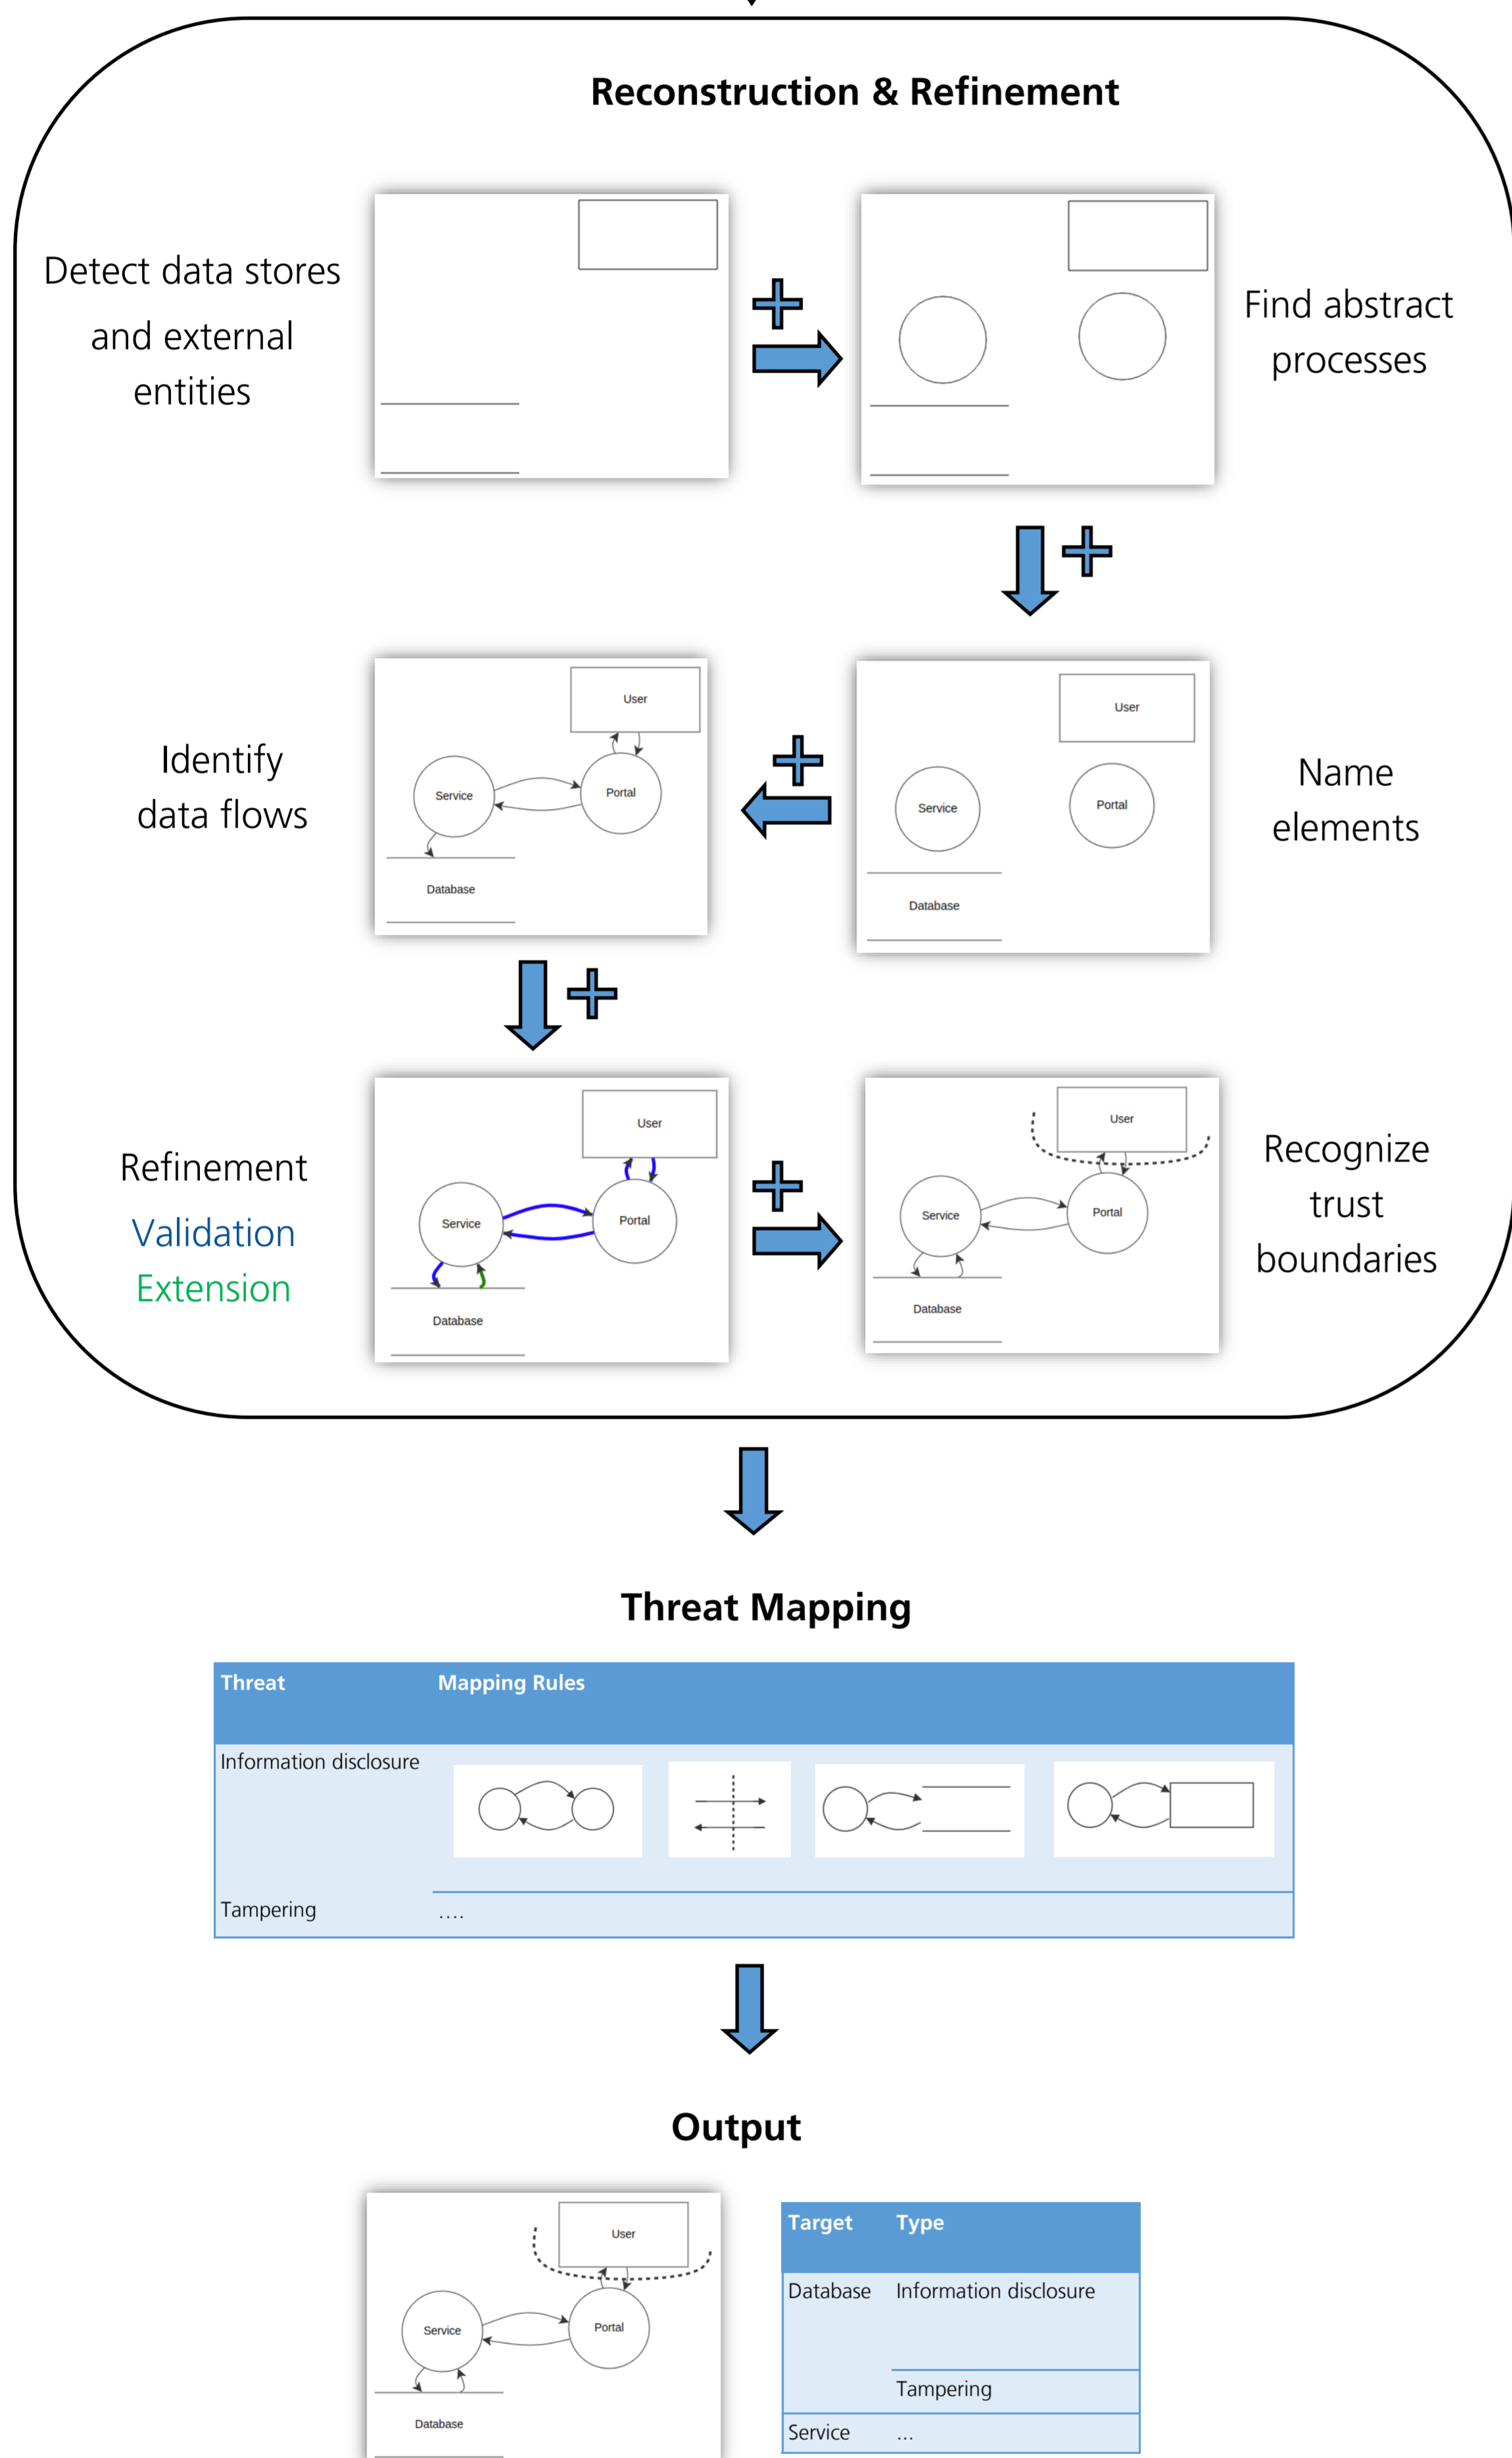 Reconstruction & Refinement
Detect data stores
and external
entities
Find abstract
processes
Identify
data flows
User
Service
Portal
Database
User
Service
Portal
Database
Name
elements
Refinement
Validation
Extension
User
Service
Portal
Database
User
Service
Portal
Database
Recognize
trust
boundaries
Threat Mapping
Threat Mapping Rules
Information disclosure
Tampering ....
Output
User
Service
Portal
Database
Target Type
Database Information disclosure
Tampering
Service ...